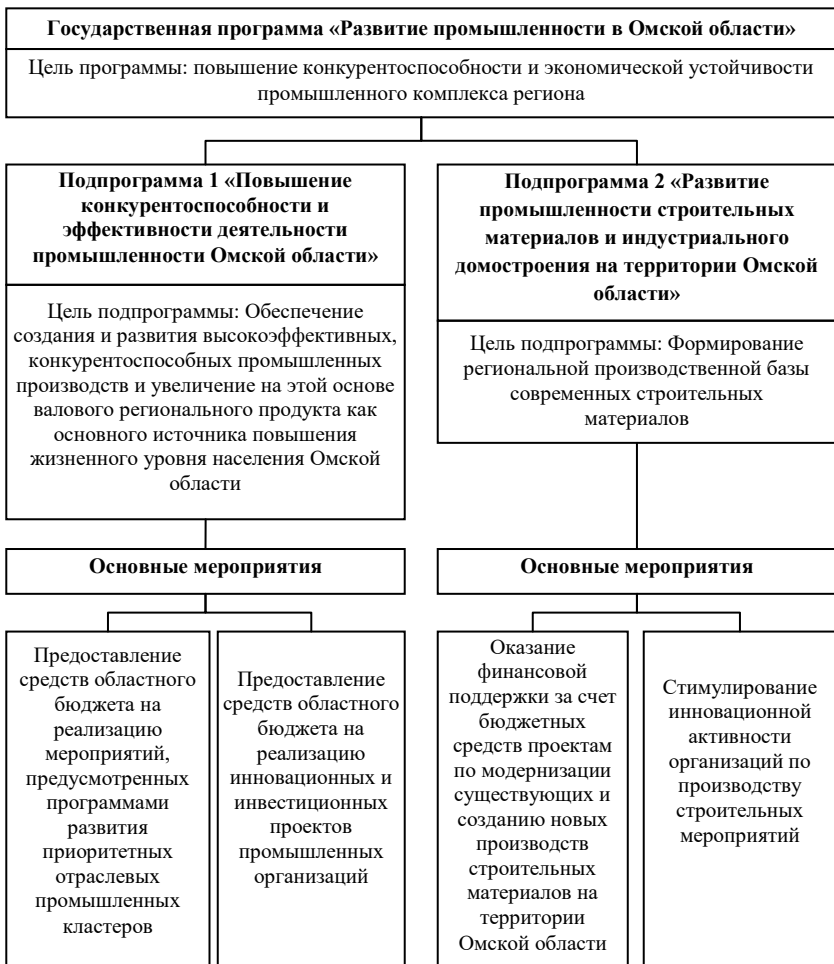 Государственная программа «Развитие промышленности в Омской области»
Цель программы: повышение конкурентоспособности и экономической устойчивости
промышленного комплекса региона
Подпрограмма 1 «Повышение
конкурентоспособности и
эффективности деятельности
промышленности Омской области»
Цель подпрограммы: Обеспечение
создания и развития высокоэффективных,
конкурентоспособных промышленных
производств и увеличение на этой основе
валового регионального продукта как
основного источника повышения
жизненного уровня населения Омской
области
Подпрограмма 2 «Развитие
промышленности строительных
материалов и индустриального
домостроения на территории Омской
области»
Цель подпрограммы: Формирование
региональной производственной базы
современных строительных
материалов
Основные мероприятия
Предоставление
средств областного
бюджета на
реализацию
мероприятий,
предусмотренных
программами
развития
приоритетных
отраслевых
промышленных
кластеров
Предоставление
средств областного
бюджета на
реализацию
инновационных и
инвестиционных
проектов
промышленных
организаций
Основные мероприятия
Оказание
финансовой
поддержки за счет
бюджетных
средств проектам
по модернизации
существующих и
созданию новых
производств
строительных
материалов на
территории
Омской области
Стимулирование
инновационной
активности
организаций по
производству
строительных
мероприятий